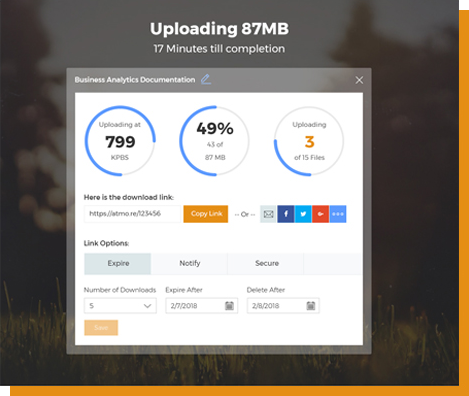 Uploading 87MB
17 Minutes till completion
Business Analytics Documentation
Uploading at
799
KPBS
49%
43 of
87 MB
Uploading
3
of 15 Files
Here is the download link:
https://atmo.re/123456 Copy Link -- Or --
Link Options:
Expire Notify Secure
Number of Downloads Expire After Delete After
5 2/7/2018 2/8/2018
Save